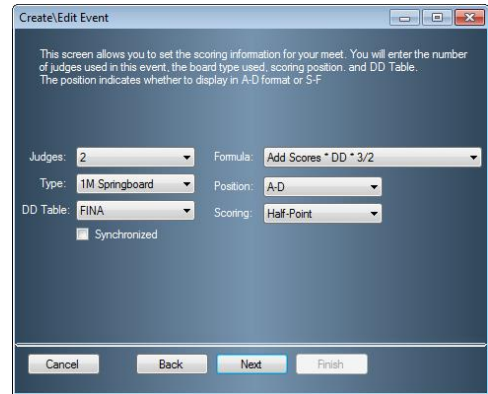 Create\Edit Event
This screen allows you to set the scoring information for your meet. You will enter the number
of judges used in this event, the board type used, scoring position. and DD Table.
The position indicates whether to display in A-D format or S-F
Judges: 2 Formula: Add Scores * DD * 3/2
Type: 1M Springboard Position: A-D
DD Table: FINA Scoring: Half-Point
Synchronized
Cancel Back Next Finish